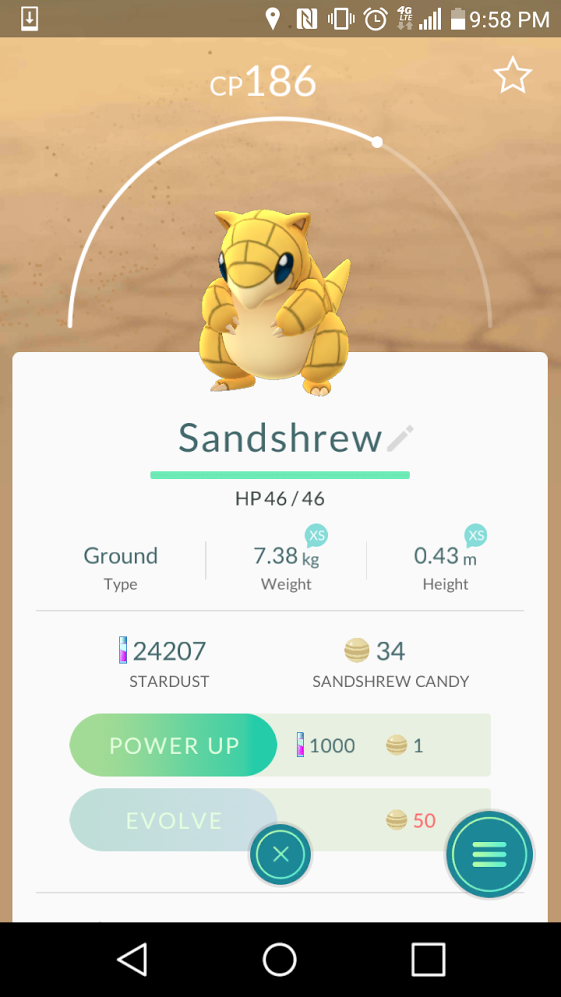 4G LTE 9:58 PM
CP186
Sandshrew
HP 46 / 46
XS XS
Ground 7.38 kg 0.43 m
Type Weight Height
24207 34
STARDUST SANDSHREW CANDY
POWER UP 1000 1
EVOLVE 50